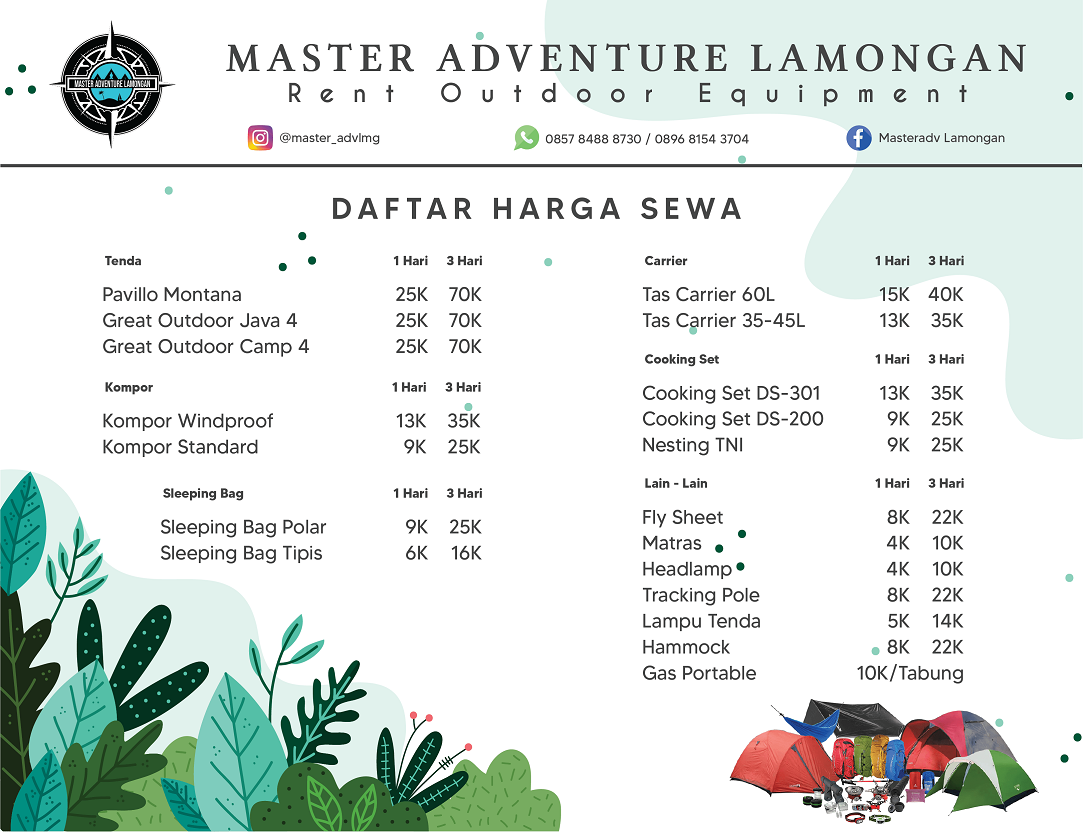 MASTER ADVENTURE LAMONGAN
MASTER ADVENTURE LAMONGAN
Rent Outdoor Equipment
@master_advlmg
0857 8488 8730 / 0896 8154 3704
Masteradv Lamongan
DAFTAR HARGA SEWA
Tenda 1 Hari 3 Hari
Pavillo Montana 25K 70K
Great Outdoor Java 4 25K 70K
Great Outdoor Camp 4 25K 70K
Kompor 1 Hari 3 Hari
Kompor Windproof 13K 35K
Kompor Standard 9K 25K
Sleeping Bag 1 Hari 3 Hari
Sleeping Bag Polar 9K 25K
Sleeping Bag Tipis 6K 16K
Carrier 1 Hari 3 Hari
Tas Carrier 60L 15K 40K
Tas Carrier 35-45L 13K 35K
Cooking Set 1 Hari 3 Hari
Cooking Set DS-301 13K 35K
Cooking Set DS-200 9K 25K
Nesting TNI 9K 25K
Lain - Lain 1 Hari 3 Hari
Fly Sheet 8K 22K
Matras 4K 10K
Headlamp 4K 10K
Tracking Pole 8K 22K
Lampu Tenda 5K 14K
Hammock 8K 22K
Gas Portable 10K/Tabung